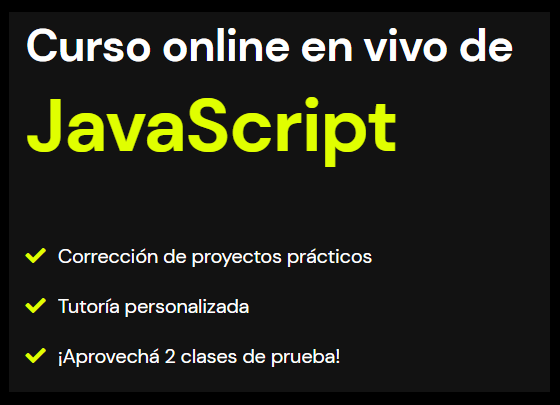 Curso online en vivo de
JavaScript
Corrección de proyectos prácticos
Tutoría personalizada
¡Aprovechá 2 clases de prueba!